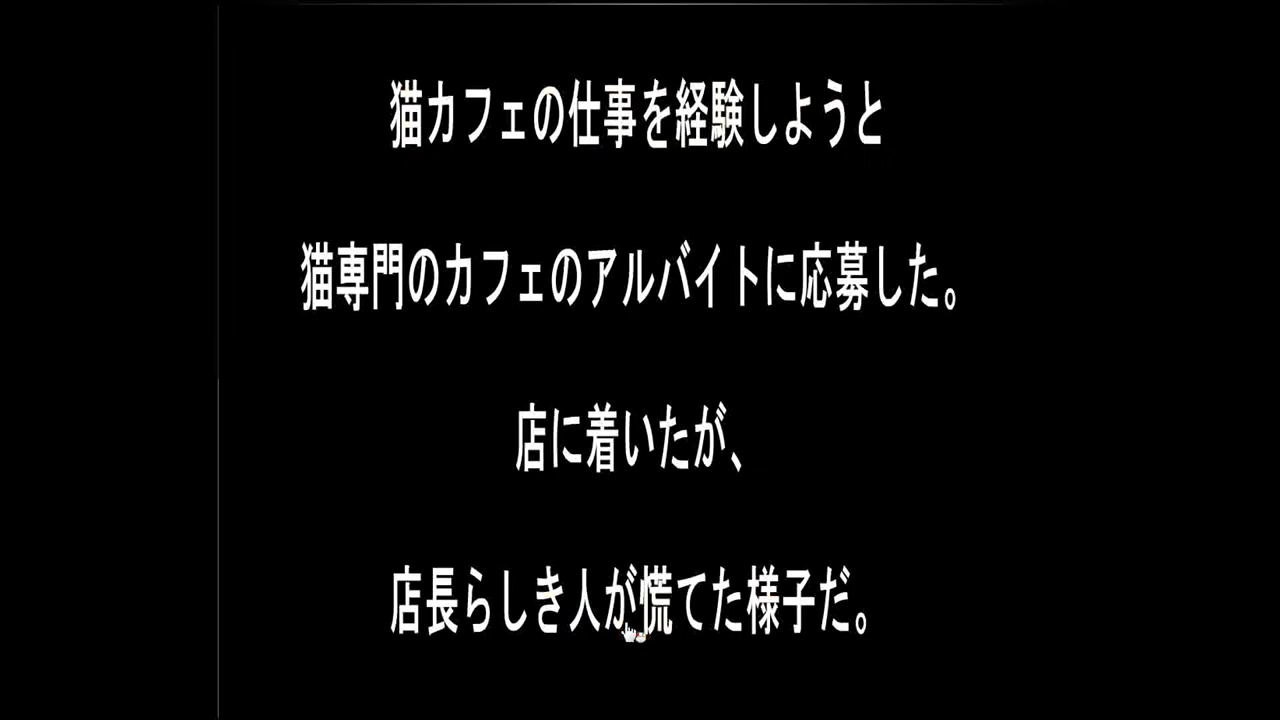 猫カフェの仕事を経験しようと
猫専門のカフェのアルバイトに応募した。
店に着いたが、
店長らしき人が慌てた様子だ。